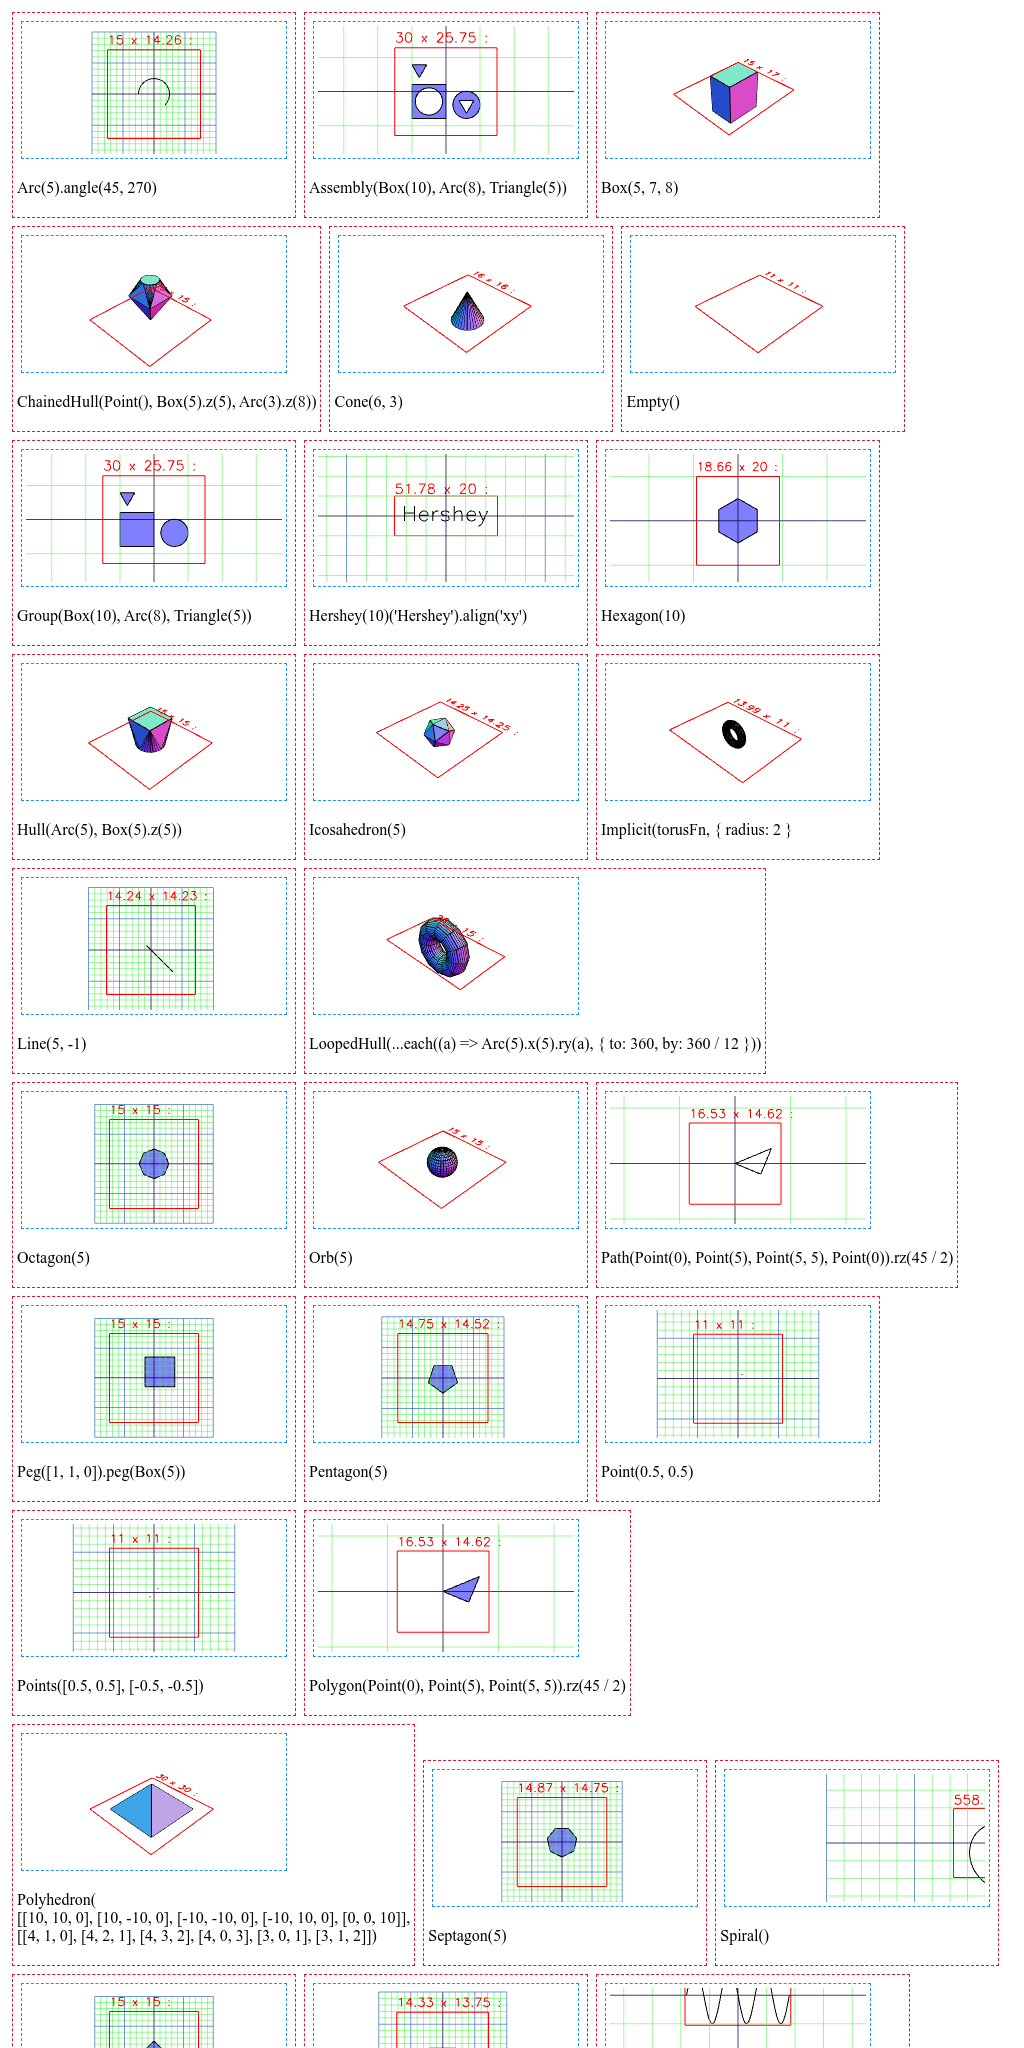 15 x 14.26 :
Arc(5).angle(45, 270)
30 x 25.75 :
Assembly(Box(10), Arc(8), Triangle(5))
15 x 17 :
Box(5, 7, 8)
15 :
ChainedHull(Point(), Box(5).z(5), Arc(3).z(8))
16 x 16 :
Cone(6, 3)
11 x 11 :
Empty()
30 x 25.75 :
Group(Box(10), Arc(8), Triangle(5))
51.78 x 20 :
Hershey
Hershey(10)('Hershey').align('xy')
18.66 x 20 :
Hexagon(10)
15 x 15 :
Hull(Arc(5), Box(5).z(5))
14.25 x 14.25 :
Icosahedron(5)
13.99 x 11 :
Implicit(torusFn, { radius: 2 }
14.24 x 14.23 :
Line(5, -1)
15 :
LoopedHull(...each((a) => Arc(5).x(5).ry(a), { to: 360, by: 360 / 12 }))
15 x 15 :
Octagon(5)
15 x 15 :
Orb(5)
16.53 x 14.62 :
Path(Point(0), Point(5), Point(5, 5), Point(0)).rz(45 / 2)
15 x 15 :
Peg([1, 1, 0]).peg(Box(5))
14.75 x 14.52 :
Pentagon(5)
11 x 11 :
Point(0.5, 0.5)
11 x 11 :
Points([0.5, 0.5], [-0.5, -0.5])
16.53 x 14.62 :
Polygon(Point(0), Point(5), Point(5, 5)).rz(45 / 2)
30 x 30 :
Polyhedron(
[[10, 10, 0], [10, -10, 0], [-10, -10, 0], [-10, 10, 0], [0, 0, 10]],
[[4, 1, 0], [4, 2, 1], [4, 3, 2], [4, 0, 3], [3, 0, 1], [3, 1, 2]])
14.87 x 14.75 :
Septagon(5)
558.
Spiral()
15 x 15 :
14.33 x 13.75 :